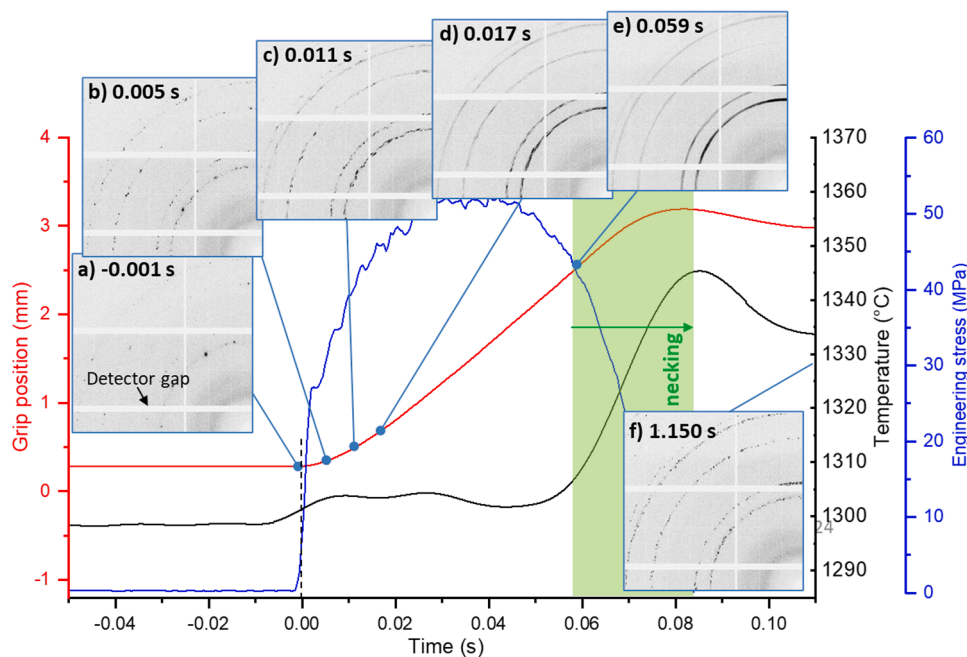 d) 0.017 s
e) 0.059 s
c) 0.011 s
b) 0.005 s
4
1370
60
1360
50
3
1350
a) -0.001 s
40
2
1340
Grip position (mm)
Temperature (°C)
Engineering stress (MPa)
1330
30
necking
Detector gap
1
1320
f) 1.150 s
20
1310
0
1300
24
10
-1
1290
0
-0.04
-0.02
0.00
0.02
0.04
0.06
0.08
0.10
Time (s)